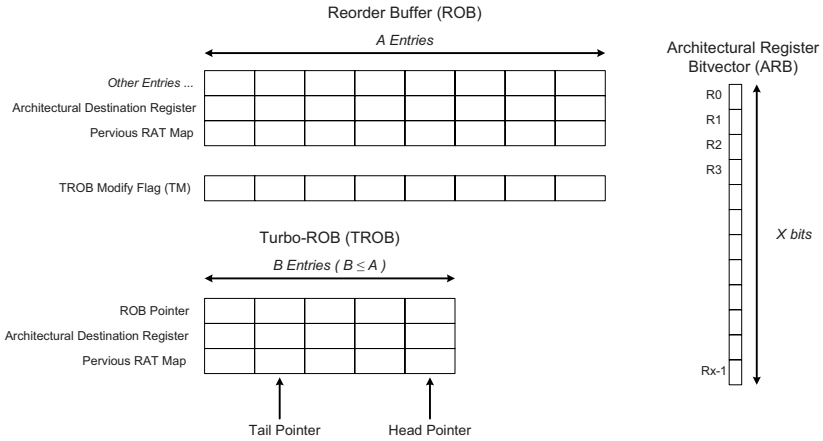 Reorder Buffer (ROB)
A Entries
Other Entries ...
Architectural Destination Register
Pervious RAT Map
TROB Modify Flag (TM)
Turbo-ROB (TROB)
B Entries ( B ≤ A )
ROB Pointer
Architectural Destination Register
Pervious RAT Map
Tail Pointer
Head Pointer
Architectural Register
Bitvector (ARB)
R0
R1
R2
R3
X bits
Rx-1